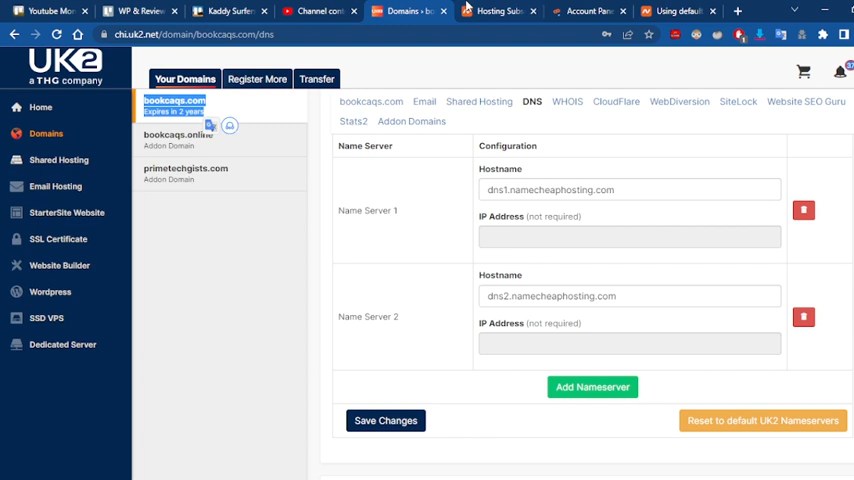 Youtube Mon
WP & Review
Kaddy Surfer
Channel cont
Domains › bo
Hosting Subs
Account Pane
Using default
chi.uk2.net/domain/bookcaqs.com/dns
UK2
a THG company
Your Domains
Register More
Transfer
Home
Domains
Shared Hosting
Email Hosting
StarterSite Website
SSL Certificate
Website Builder
Wordpress
SSD VPS
Dedicated Server
bookcaqs.com
Expires in 2 years
bookcaqs.online
Addon Domain
primetechgists.com
Addon Domain
bookcaqs.com Email Shared Hosting DNS WHOIS CloudFlare WebDiversion SiteLock Website SEO Guru
Stats2 Addon Domains
Name Server Configuration
Hostname
dns1.namecheaphosting.com
Name Server 1
IP Address (not required)
Hostname
dns2.namecheaphosting.com
Name Server 2
IP Address (not required)
Add Nameserver
Save Changes
Reset to default UK2 Nameservers